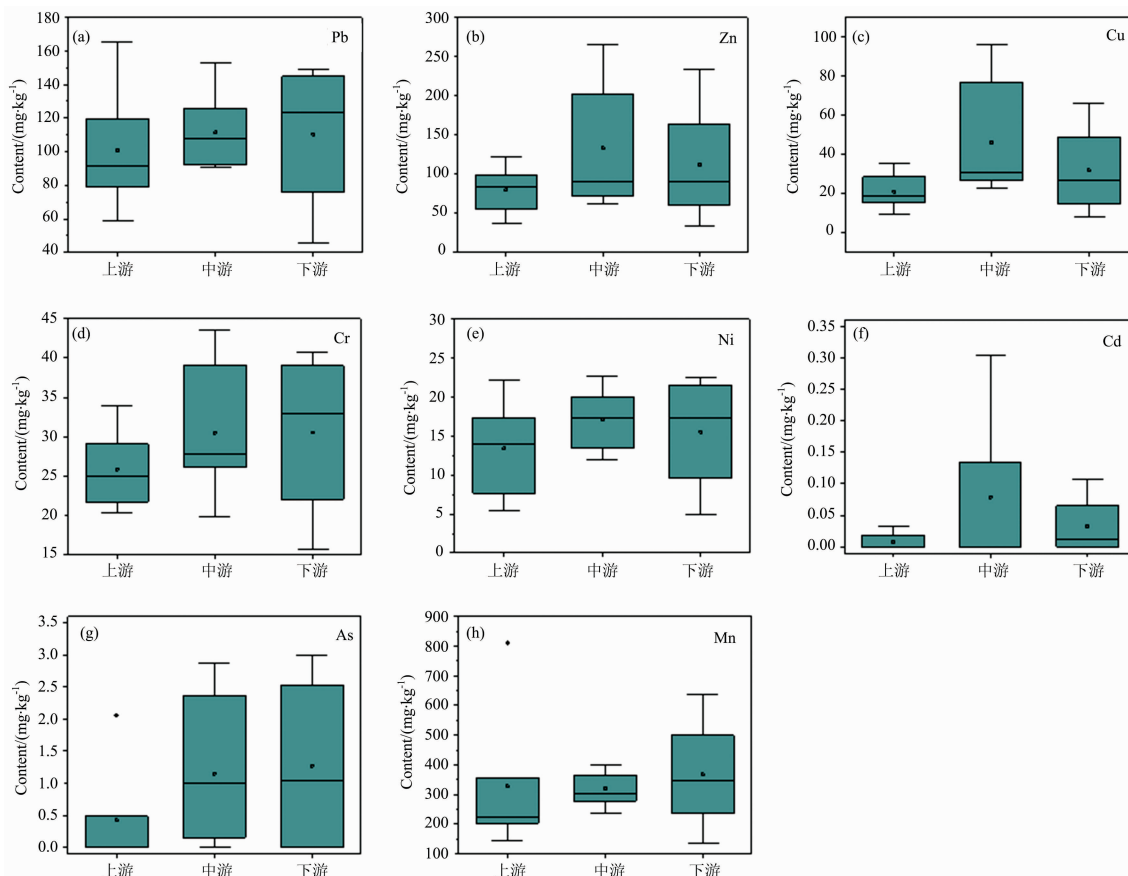 (a) Pb
Content/(mg·kg-1)
180
160
140
120
100
80
60
40
上游 中游 下游
(b) Zn
Content/(mg·kg-1)
300
250
200
150
100
50
0
上游 中游 下游
(c) Cu
Content/(mg·kg-1)
100
80
60
40
20
0
上游 中游 下游
(d) Cr
Content/(mg·kg-1)
45
40
35
30
25
20
15
上游 中游 下游
(e) Ni
Content/(mg·kg-1)
30
25
20
15
10
5
0
上游 中游 下游
(f) Cd
Content/(mg·kg-1)
0.35
0.30
0.25
0.20
0.15
0.10
0.05
0.00
上游 中游 下游
(g) As
Content/(mg·kg-1)
3.5
3.0
2.5
2.0
1.5
1.0
0.5
0.0
上游 中游 下游
(h) Mn
Content/(mg·kg-1)
900
800
700
600
500
400
300
200
100
上游 中游 下游